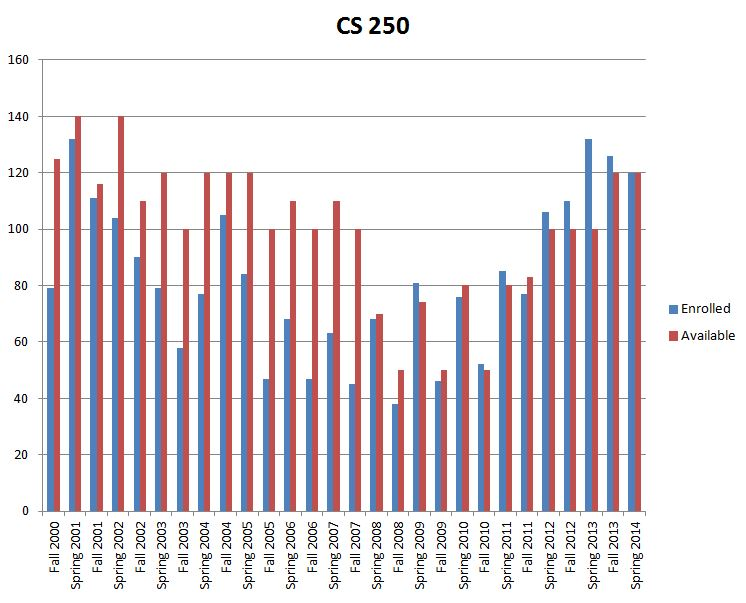 CS 250
160
140
120
100
80
60
40
20
0
Fall 2000
Spring 2001
Fall 2001
Spring 2002
Fall 2002
Spring 2003
Fall 2003
Spring 2004
Fall 2004
Spring 2005
Fall 2005
Spring 2006
Fall 2006
Spring 2007
Fall 2007
Spring 2008
Fall 2008
Spring 2009
Fall 2009
Spring 2010
Fall 2010
Spring 2011
Fall 2011
Spring 2012
Fall 2012
Spring 2013
Fall 2013
Spring 2014
Enrolled
Available